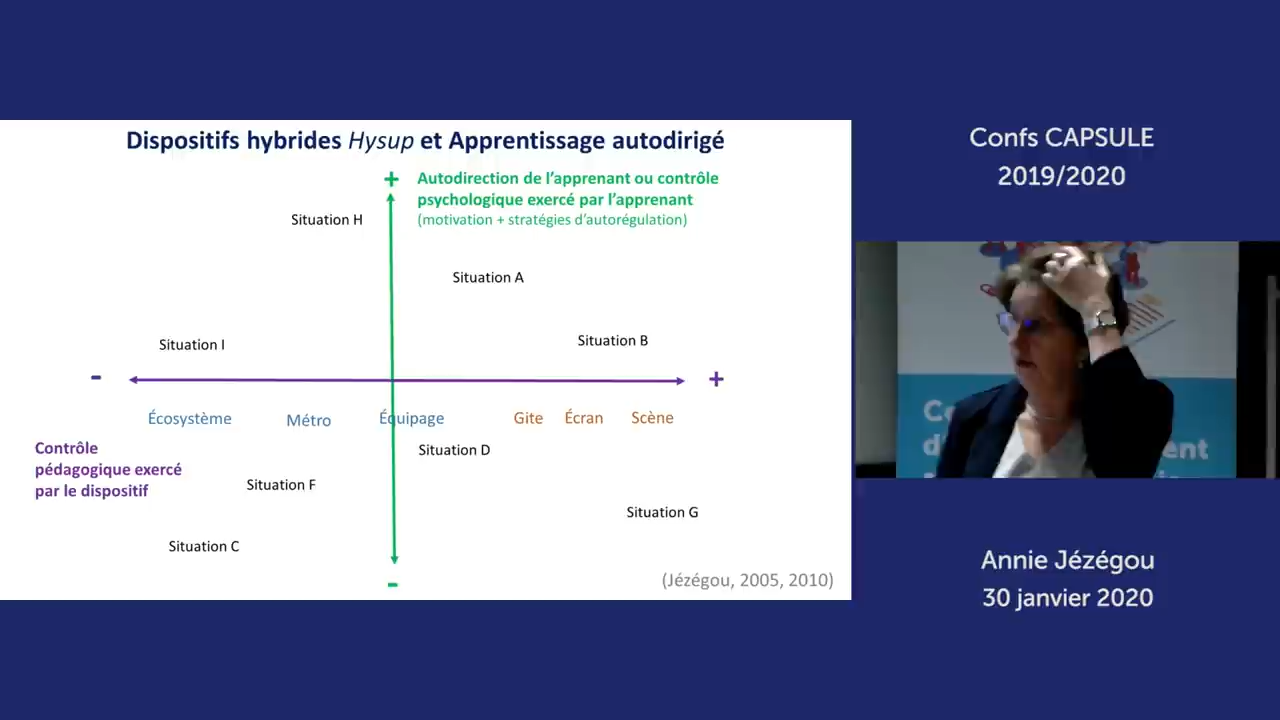 Dispositifs hybrides Hysup et Apprentissage autodirigé
+ Autodirection de l’apprenant ou contrôle
psychologique exercé par l’apprenant
(motivation + stratégies d’autorégulation)
Situation H
Situation A
Situation B
Situation I
- +
Écosystème Métro Équipage Gite Écran Scène
Contrôle
pédagogique exercé
par le dispositif
Situation D
Situation F
Situation G
Situation C
-
(Jézégou, 2005, 2010)
Confs CAPSULE
2019/2020
Annie Jézégou
30 janvier 2020